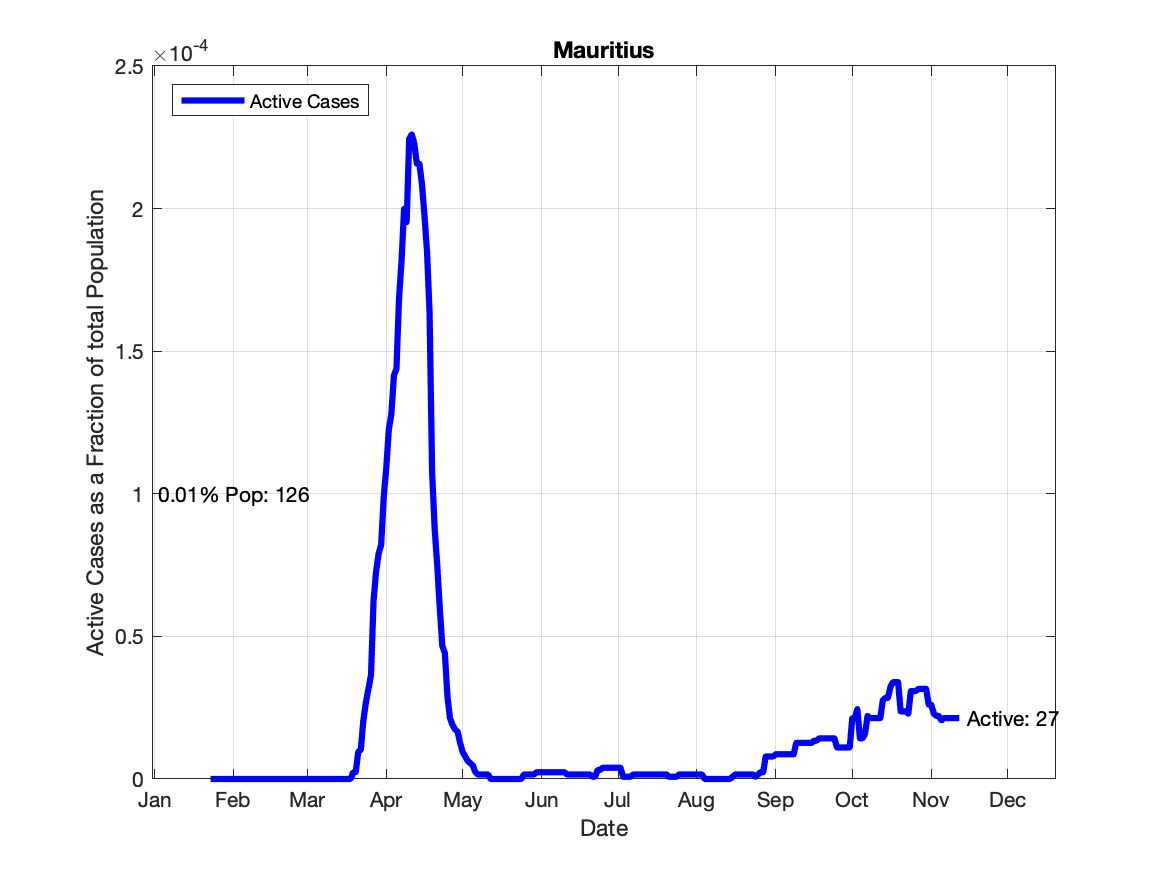 Mauritius
×10-4
2.5
2
1.5
1
0.5
0
Active Cases as a Fraction of total Population
Active Cases
0.01% Pop: 126
Active: 27
Jan Feb Mar Apr May Jun Jul Aug Sep Oct Nov Dec
Date